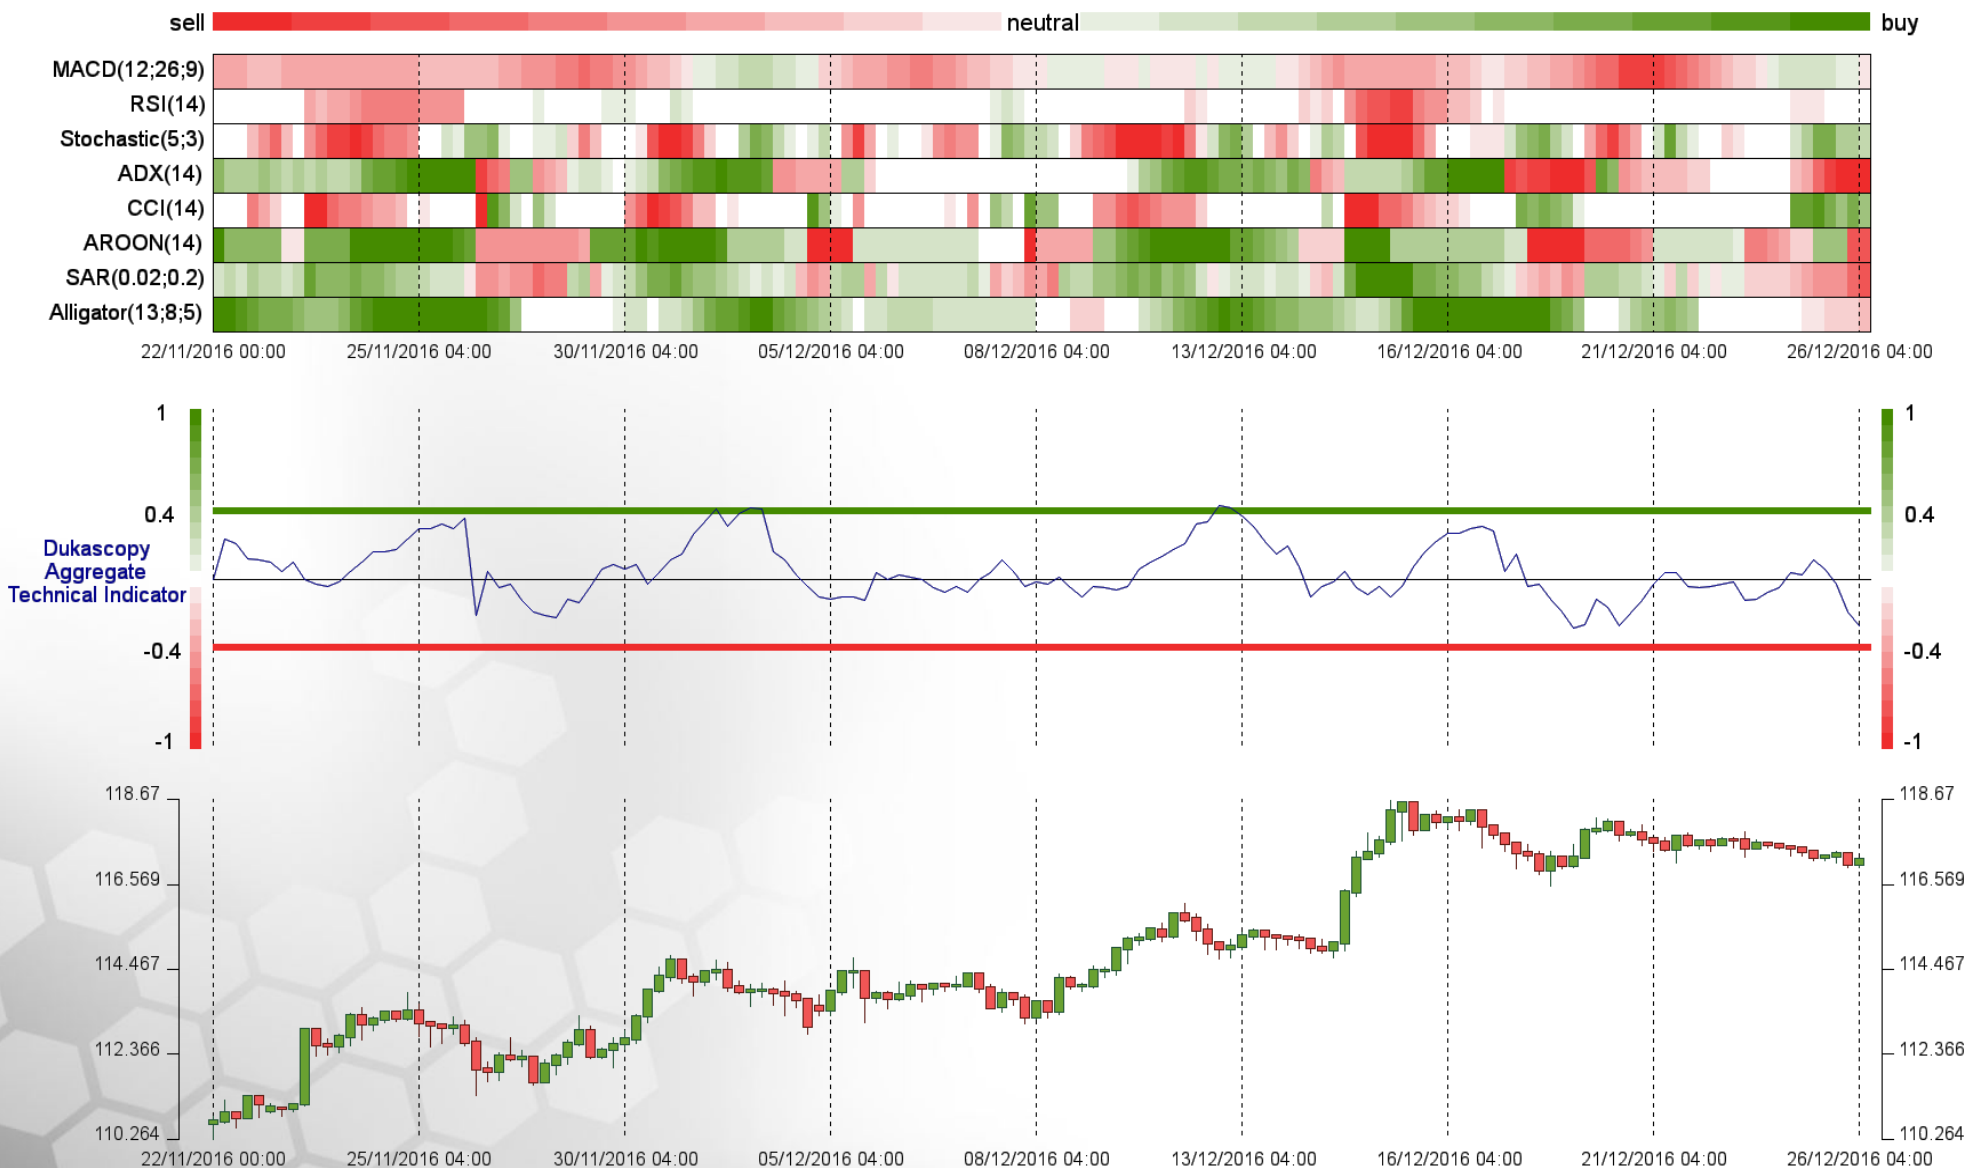 sell neutral buy
MACD(12;26;9)
RSI(14)
Stochastic(5;3)
ADX(14)
CCI(14)
AROON(14)
SAR(0.02;0.2)
Alligator(13;8;5)
22/11/2016 00:00 25/11/2016 04:00 30/11/2016 04:00 05/12/2016 04:00 08/12/2016 04:00 13/12/2016 04:00 16/12/2016 04:00 21/12/2016 04:00 26/12/2016 04:00
1 1
0.4 0.4
Dukascopy
Aggregate
Technical Indicator
-0.4 -0.4
-1 -1
118.67 118.67
116.569 116.569
114.467 114.467
112.366 112.366
110.264 110.264
22/11/2016 00:00 25/11/2016 04:00 30/11/2016 04:00 05/12/2016 04:00 08/12/2016 04:00 13/12/2016 04:00 16/12/2016 04:00 21/12/2016 04:00 26/12/2016 04:00